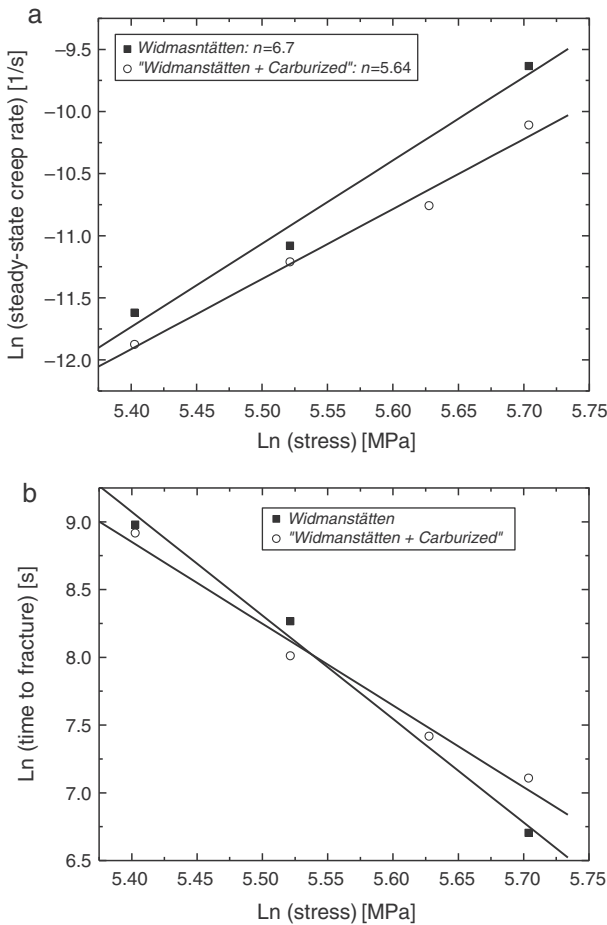 a
Widmasntätten: n=6.7
"Widmanstätten + Carburized": n=5.64
Ln (steady-state creep rate) [1/s]
−9.5
−10.0
−10.5
−11.0
−11.5
−12.0
5.40 5.45 5.50 5.55 5.60 5.65 5.70 5.75
Ln (stress) [MPa]
b
Widmanstätten
"Widmanstätten + Carburized"
Ln (time to fracture) [s]
9.0
8.5
8.0
7.5
7.0
6.5
5.40 5.45 5.50 5.55 5.60 5.65 5.70 5.75
Ln (stress) [MPa]